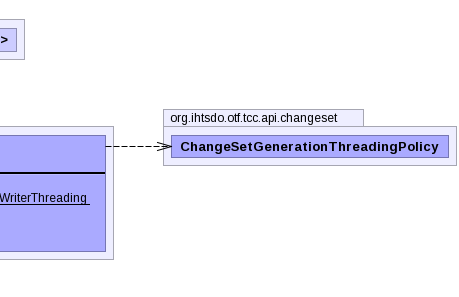 >
org.ihtsdo.otf.tcc.api.changeset
ChangeSetGenerationThreadingPolicy
WriterThreading